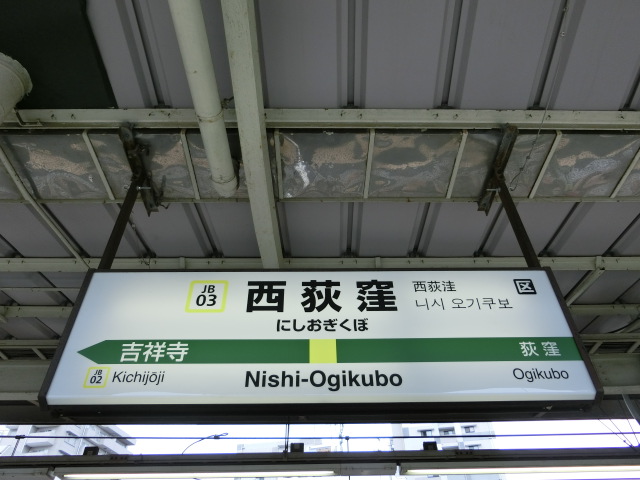 JB
03
西荻窪
西荻洼
니시 오기쿠보
区
にしおぎくぼ
吉祥寺
荻窪
JB
02
Kichijōji
Nishi-Ogikubo
Ogikubo